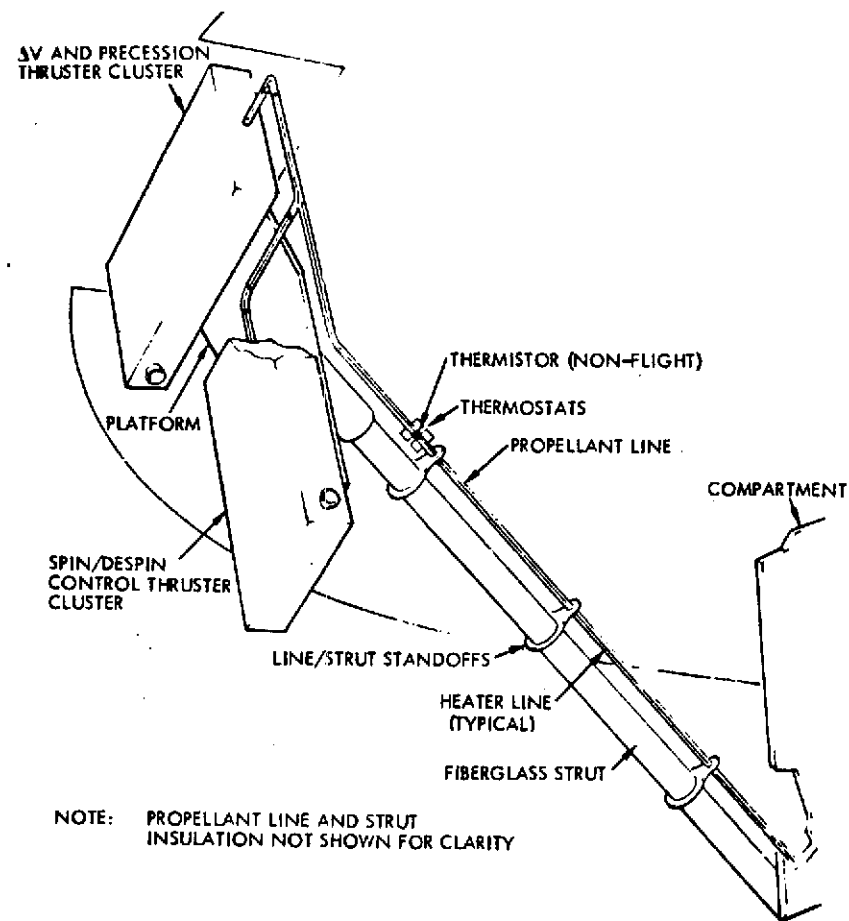 ΔV AND PRECESSION
THRUSTER CLUSTER
THERMISTOR (NON-FLIGHT)
THERMOSTATS
PLATFORM
PROPELLANT LINE
COMPARTMENT
SPIN/DESPIN
CONTROL THRUSTER
CLUSTER
LINE/STRUT STANDOFFS
HEATER LINE
(TYPICAL)
FIBERGLASS STRUT
NOTE: PROPELLANT LINE AND STRUT
INSULATION NOT SHOWN FOR CLARITY